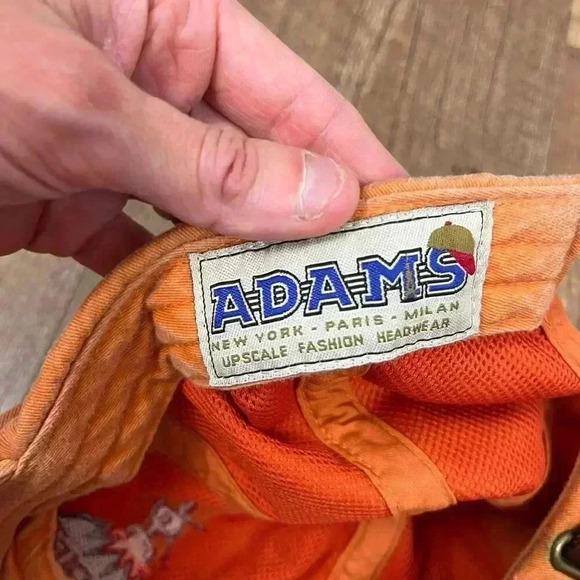 ADAMS
NEW YORK - PARIS - MILAN
UPSCALE FASHION HEADWEAR